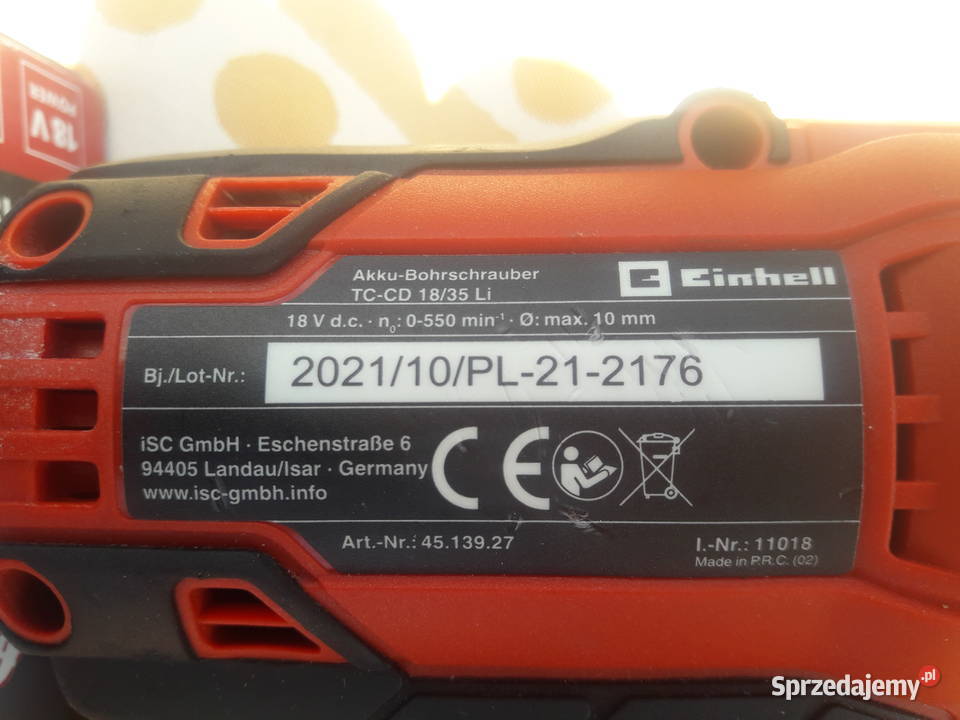 18 V
POWER
Akku-Bohrschrauber
TC-CD 18/35 Li
Einhell
18 V d.c. · n₀: 0-550 min⁻¹ · Ø: max. 10 mm
Bj./Lot-Nr.: 2021/10/PL-21-2176
iSC GmbH · Eschenstraße 6
94405 Landau/Isar · Germany
www.isc-gmbh.info
CE
Art.-Nr.: 45.139.27
I.-Nr.: 11018
Made in P.R.C. (02)
Sprzedajemy.pl